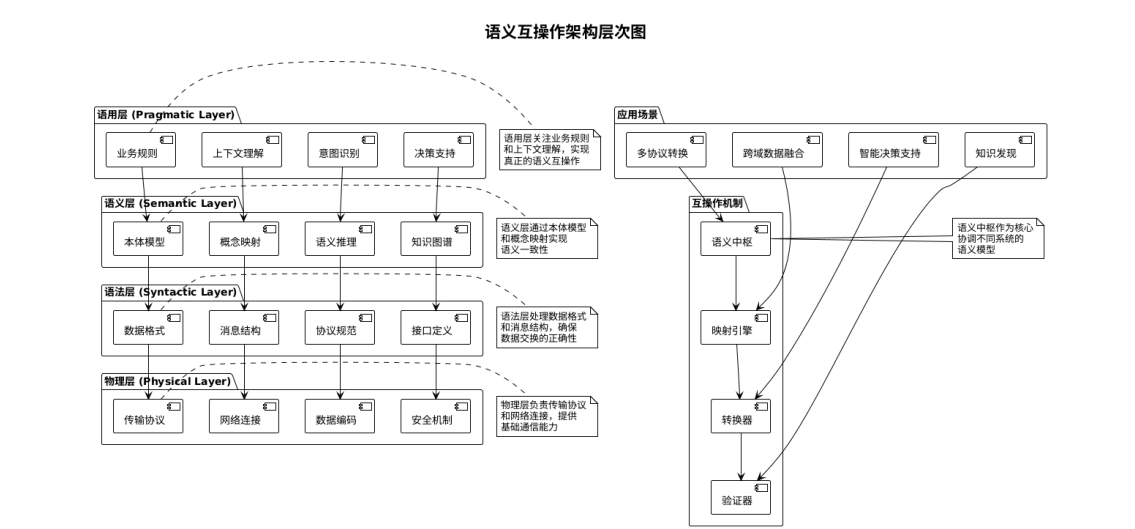 语义互操作架构层次图
语用层 (Pragmatic Layer)
业务规则
上下文理解
意图识别
决策支持
语用层关注业务规则
和上下文理解，实现
真正的语义互操作
语义层 (Semantic Layer)
本体模型
概念映射
语义推理
知识图谱
语义层通过本体模型
和概念映射实现
语义一致性
语法层 (Syntactic Layer)
数据格式
消息结构
协议规范
接口定义
语法层处理数据格式
和消息结构，确保
数据交换的正确性
物理层 (Physical Layer)
传输协议
网络连接
数据编码
安全机制
物理层负责传输协议
和网络连接，提供
基础通信能力
应用场景
多协议转换
跨域数据融合
智能决策支持
知识发现
互操作机制
语义中枢
映射引擎
转换器
验证器
语义中枢作为核心
协调不同系统的
语义模型